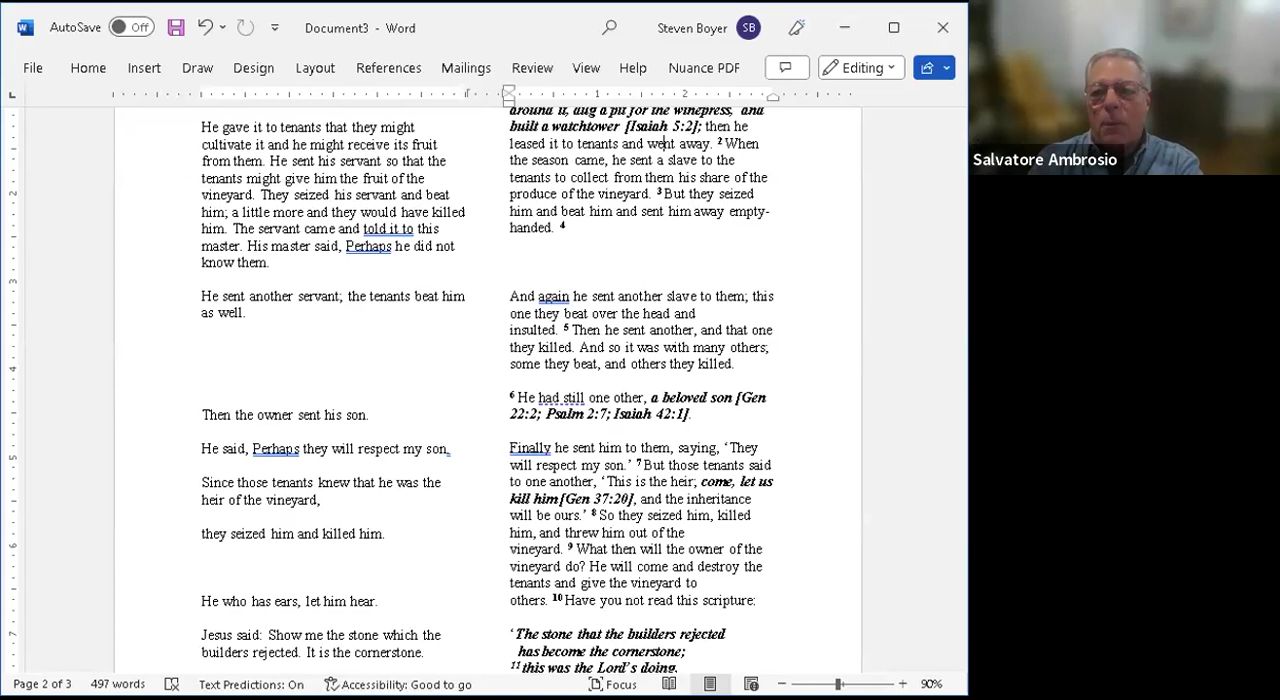 AutoSave Off Document3 - Word Steven Boyer SB
File Home Insert Draw Design Layout References Mailings Review View Help Nuance PDF Editing
L 1 2
He gave it to tenants that they might
cultivate it and he might receive its fruit
from them. He sent his servant so that the
tenants might give him the fruit of the
vineyard. They seized his servant and beat
him; a little more and they would have killed
him. The servant came and told it to this
master. His master said, Perhaps he did not
know them.
He sent another servant; the tenants beat him
as well.
Then the owner sent his son.
He said, Perhaps they will respect my son,
Since those tenants knew that he was the
heir of the vineyard,
they seized him and killed him.
He who has ears, let him hear.
Jesus said: Show me the stone which the
builders rejected. It is the cornerstone.
around it, dug a pit for the winepress, and
built a watchtower [Isaiah 5:2]; then he
leased it to tenants and went away. 2 When
the season came, he sent a slave to the
tenants to collect from them his share of the
produce of the vineyard. 3 But they seized
him and beat him and sent him away empty-
handed. 4
And again he sent another slave to them; this
one they beat over the head and
insulted. 5 Then he sent another, and that one
they killed. And so it was with many others;
some they beat, and others they killed.
6 He had still one other, a beloved son [Gen
22:2; Psalm 2:7; Isaiah 42:1].
Finally he sent him to them, saying, ‘They
will respect my son.’ 7 But those tenants said
to one another, ‘This is the heir; come, let us
kill him [Gen 37:20], and the inheritance
will be ours.’ 8 So they seized him, killed
him, and threw him out of the
vineyard. 9 What then will the owner of the
vineyard do? He will come and destroy the
tenants and give the vineyard to
others. 10 Have you not read this scripture:
‘The stone that the builders rejected
has become the cornerstone;
11 this was the Lord’s doing,
2
3
4
5
6
7
Page 2 of 3 497 words Text Predictions: On Accessibility: Good to go Focus 90%
Salvatore Ambrosio